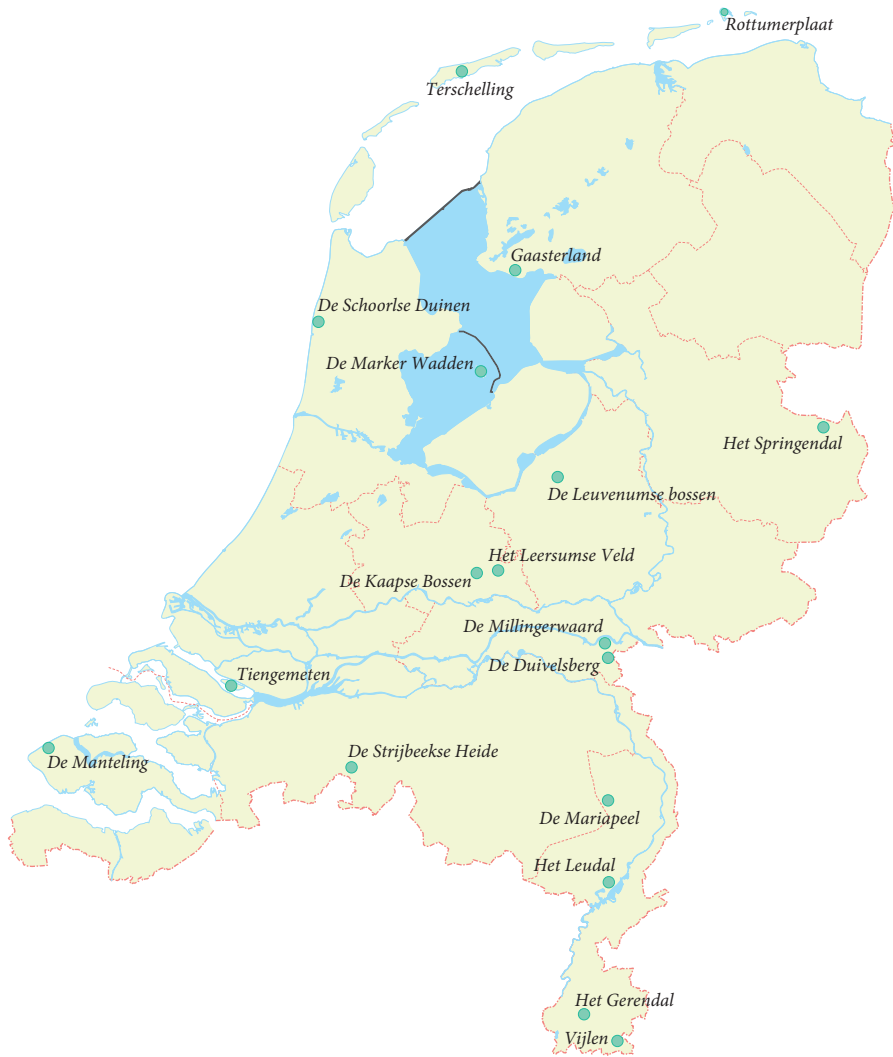 Rottumerplaat
Terschelling
Gaasterland
De Schoorlse Duinen
De Marker Wadden
Het Springendal
De Leuvenumse bossen
Het Leersumse Veld
De Kaapse Bossen
De Millingerwaard
De Duivelsberg
Tiengemeten
De Manteling
De Strijbeekse Heide
De Mariapeel
Het Leudal
Het Gerendal
Vijlen